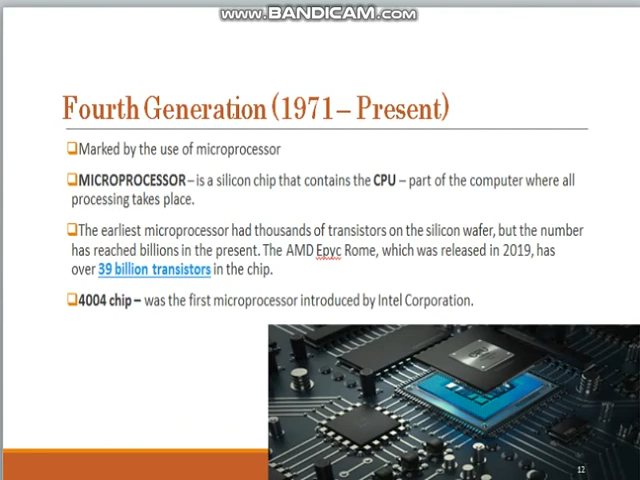 www.BANDICAM.com
Fourth Generation (1971 – Present)
Marked by the use of microprocessor
MICROPROCESSOR – is a silicon chip that contains the CPU – part of the computer where all
processing takes place.
The earliest microprocessor had thousands of transistors on the silicon wafer, but the number
has reached billions in the present. The AMD Epyc Rome, which was released in 2019, has
over 39 billion transistors in the chip.
4004 chip – was the first microprocessor introduced by Intel Corporation.
CPU
12